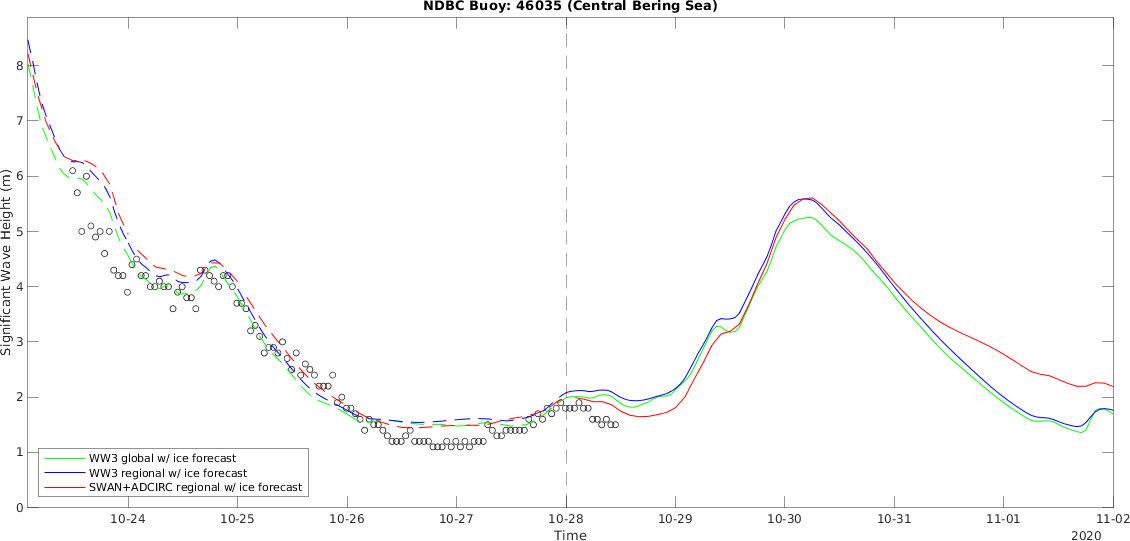 NDBC Buoy: 46035 (Central Bering Sea)
Significant Wave Height (m)
8
7
6
5
4
3
2
1
0
WW3 global w/ ice forecast
WW3 regional w/ ice forecast
SWAN+ADCIRC regional w/ ice forecast
10-24 10-25 10-26 10-27 10-28 10-29 10-30 10-31 11-01 11-02
Time
2020